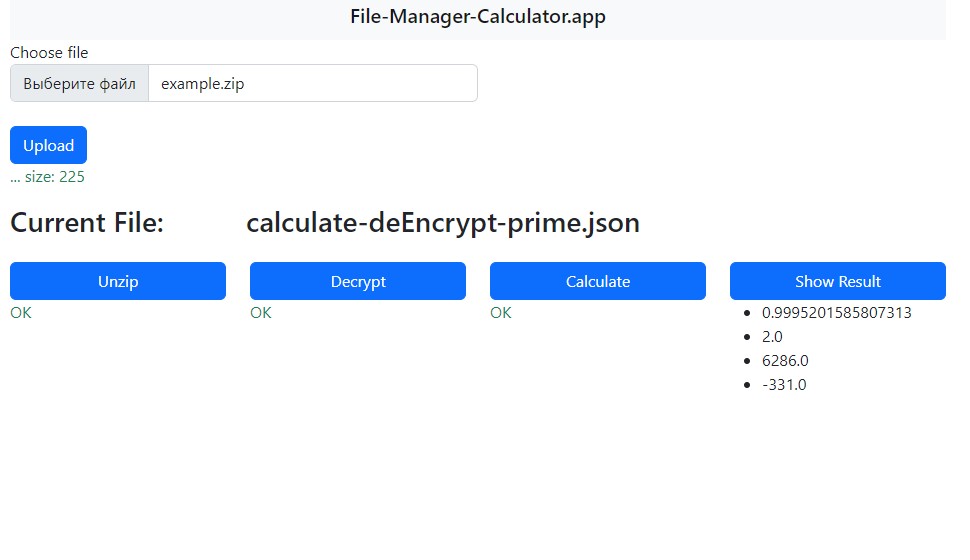 File-Manager-Calculator.app
Choose file
Выберите файл example.zip
Upload
... size: 225
Current File: calculate-deEncrypt-prime.json
Unzip Decrypt Calculate Show Result
OK OK OK
0.9995201585807313
2.0
6286.0
-331.0